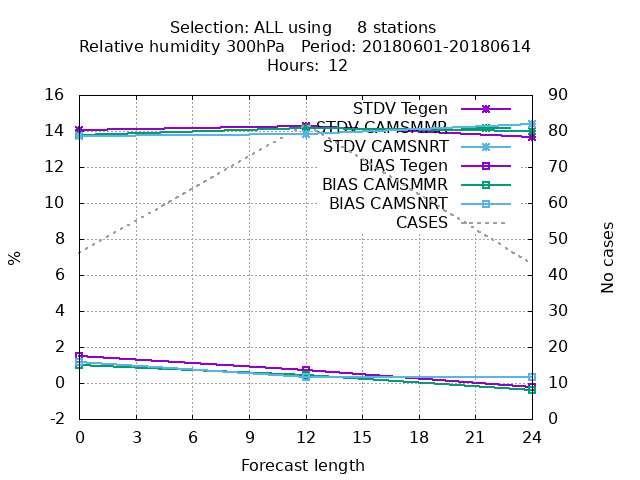 Selection: ALL using     8 stations
Relative humidity 300hPa   Period: 20180601-20180614
Hours: 12
16 90
STDV Tegen
14 STDV CAMSMMR 80
STDV CAMSNRT
12 BIAS Tegen 70
BIAS CAMSMMR
10 BIAS CAMSNRT 60
CASES
8 50
%
No cases
6 40
4 30
2 20
0 10
-2 0
0 3 6 9 12 15 18 21 24
Forecast length